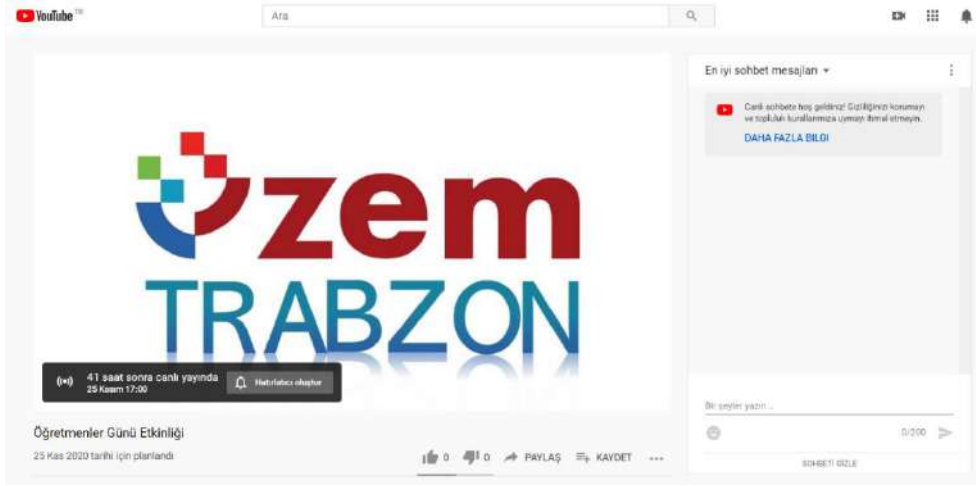 YouTube TR
Ara
En iyi sohbet mesajları
Canlı sohbete hoş geldiniz! Gizliliğinizi korumayı
ve topluluk kurallarımıza uymayı ihmal etmeyin.
DAHA FAZLA BİLGİ
üzem
TRABZON
41 saat sonra canlı yayında
25 Kasım 17:00
Hatırlatıcı oluştur
Bir şeyler yazın...
0/200
SOHBETİ GİZLE
Öğretmenler Günü Etkinliği
25 Kas 2020 tarihi için planlandı
0
0
PAYLAŞ
KAYDET